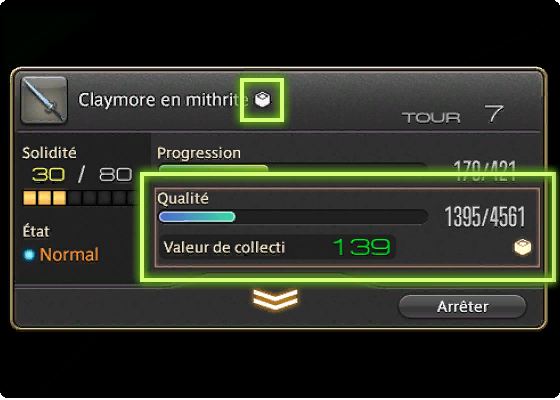 Claymore en mithrite
TOUR 7
Solidité
30 / 80
Progression
170/421
Qualité
1395/4561
État
Normal
Valeur de collecti 139
Arrêter